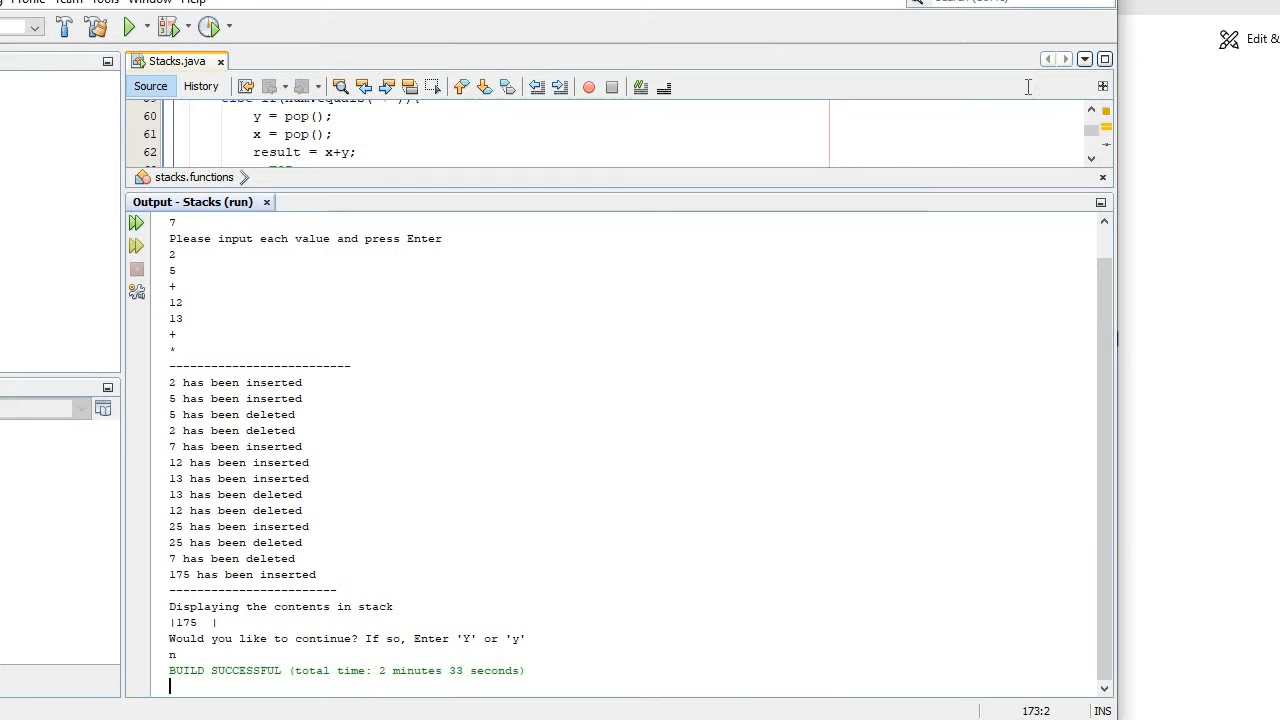 Profile Team Tools Window Help
Stacks.java ×
Edit &
Source History
60 y = pop();
61 x = pop();
62 result = x+y;
stacks.functions
Output - Stacks (run) ×
7
Please input each value and press Enter
2
5
+
12
13
+
*
--------------------------
2 has been inserted
5 has been inserted
5 has been deleted
2 has been deleted
7 has been inserted
12 has been inserted
13 has been inserted
13 has been deleted
12 has been deleted
25 has been inserted
25 has been deleted
7 has been deleted
175 has been inserted
------------------------
Displaying the contents in stack
|175  |
Would you like to continue? If so, Enter 'Y' or 'y'
n
BUILD SUCCESSFUL (total time: 2 minutes 33 seconds)
173:2 INS